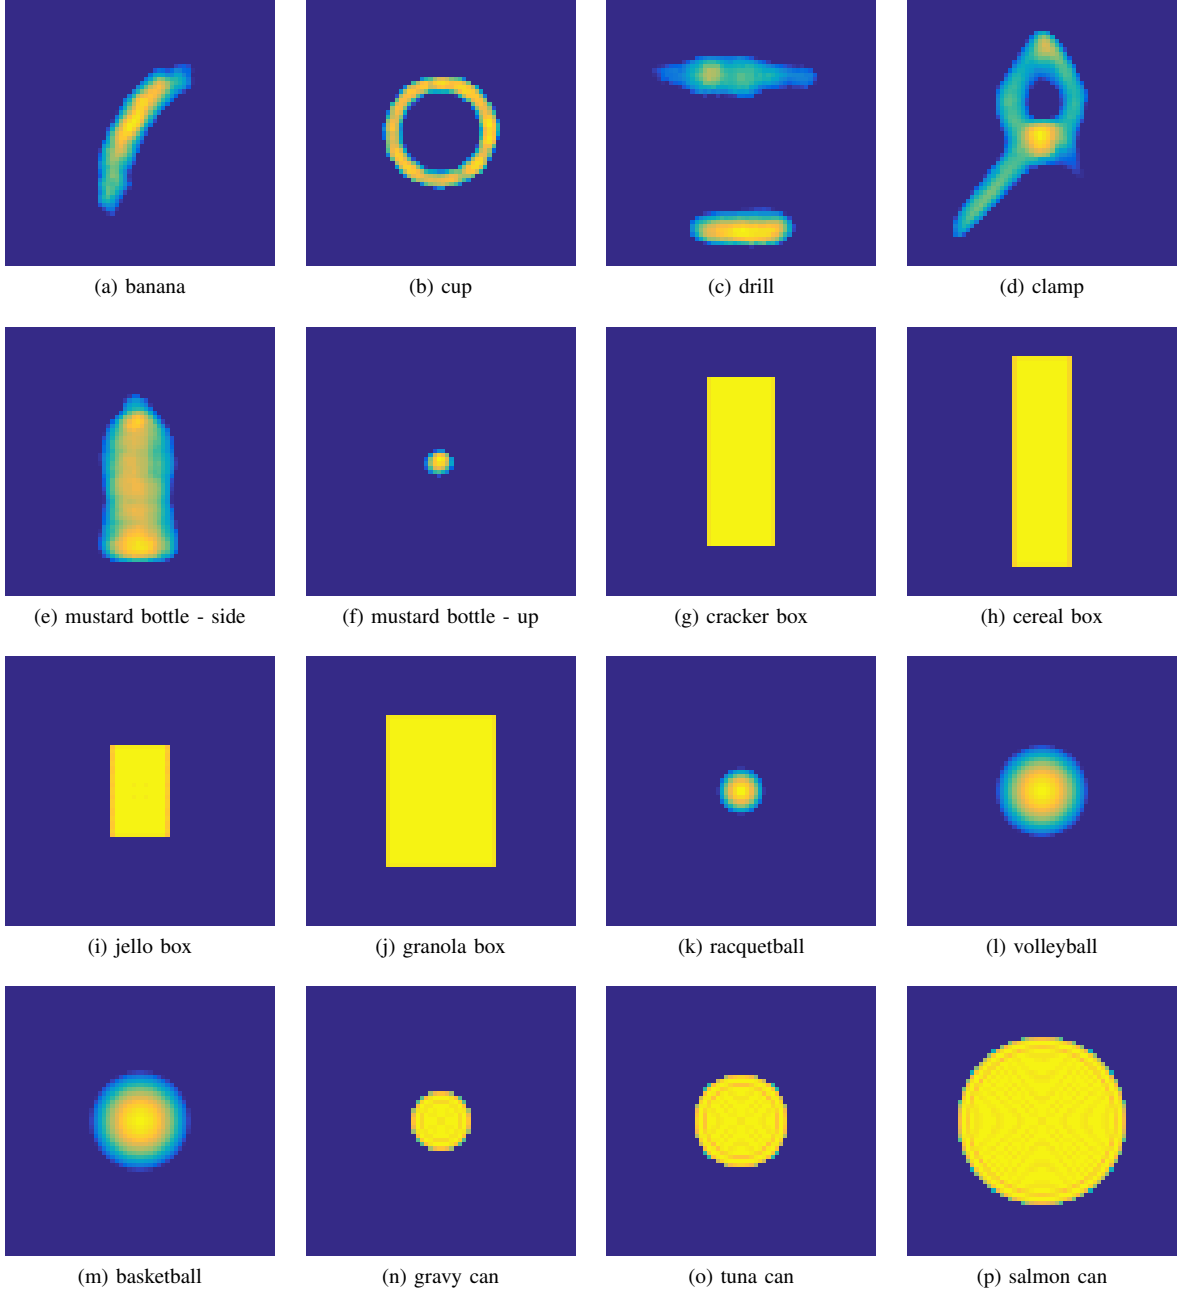 (a) banana
(b) cup
(c) drill
(d) clamp
(e) mustard bottle - side
(f) mustard bottle - up
(g) cracker box
(h) cereal box
(i) jello box
(j) granola box
(k) racquetball
(l) volleyball
(m) basketball
(n) gravy can
(o) tuna can
(p) salmon can